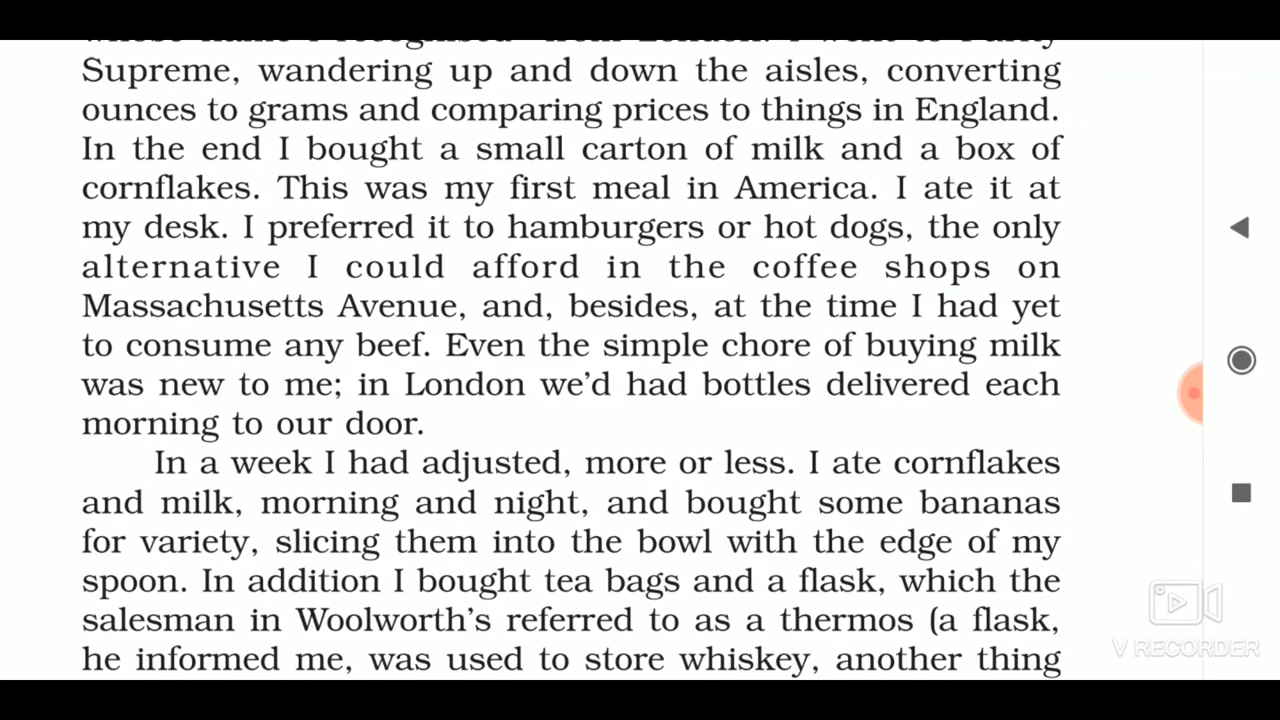 whose name I recognised from London. I went to Purity
Supreme, wandering up and down the aisles, converting
ounces to grams and comparing prices to things in England.
In the end I bought a small carton of milk and a box of
cornflakes. This was my first meal in America. I ate it at
my desk. I preferred it to hamburgers or hot dogs, the only
alternative I could afford in the coffee shops on
Massachusetts Avenue, and, besides, at the time I had yet
to consume any beef. Even the simple chore of buying milk
was new to me; in London we’d had bottles delivered each
morning to our door.
In a week I had adjusted, more or less. I ate cornflakes
and milk, morning and night, and bought some bananas
for variety, slicing them into the bowl with the edge of my
spoon. In addition I bought tea bags and a flask, which the
salesman in Woolworth’s referred to as a thermos (a flask,
he informed me, was used to store whiskey, another thing
V RECORDER